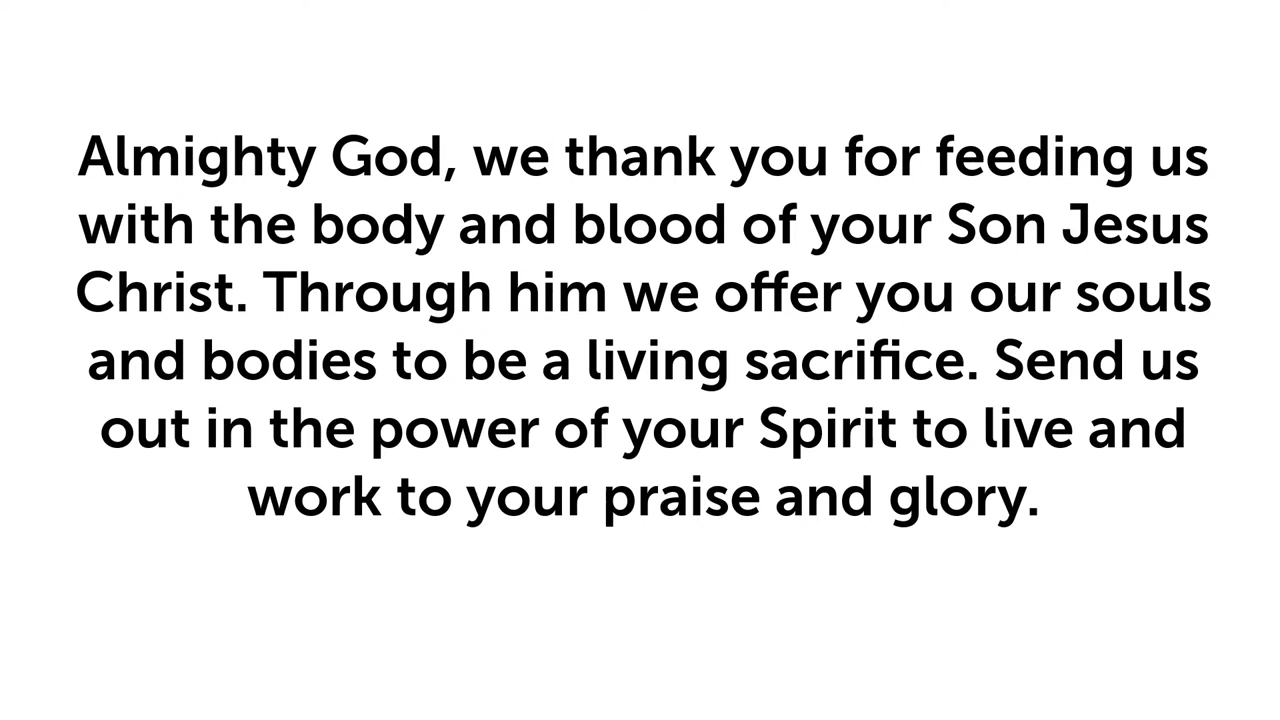 Almighty God, we thank you for feeding us
with the body and blood of your Son Jesus
Christ. Through him we offer you our souls
and bodies to be a living sacrifice. Send us
out in the power of your Spirit to live and
work to your praise and glory.